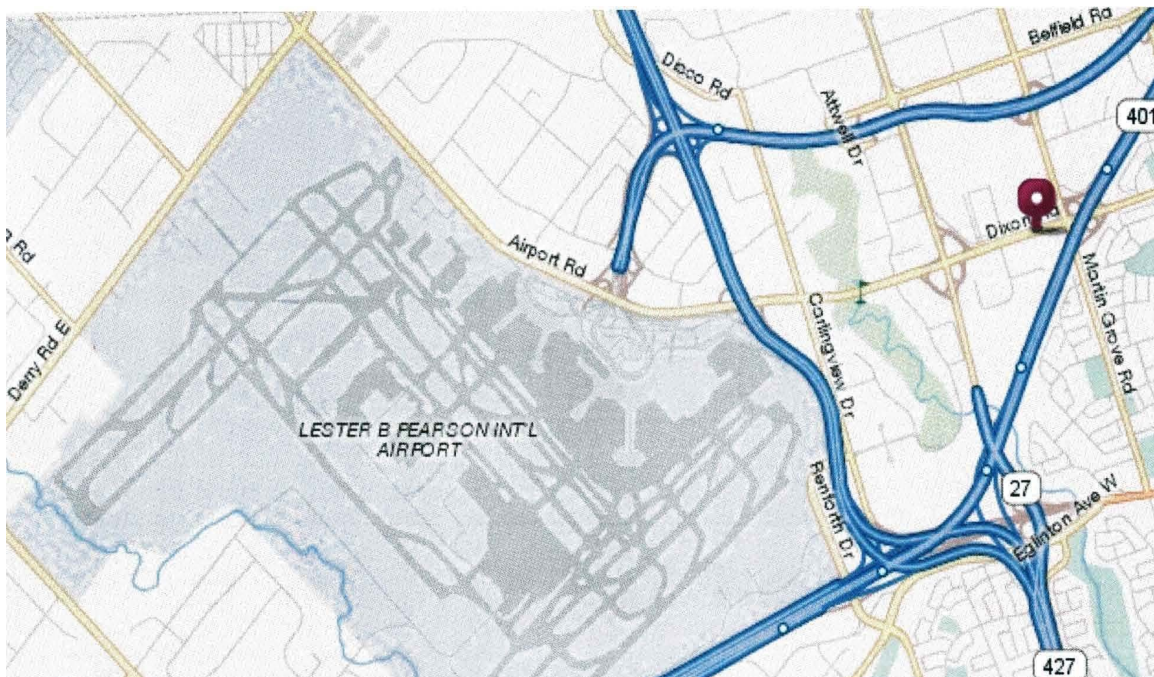 Belfield Rd
Disco Rd
Attwell Dr
401
Dixon Rd
Airport Rd
Martin Grove Rd
Carlingview Dr
Derry Rd E
LESTER B PEARSON INT'L
AIRPORT
Renforth Dr
27
Eglinton Ave W
427